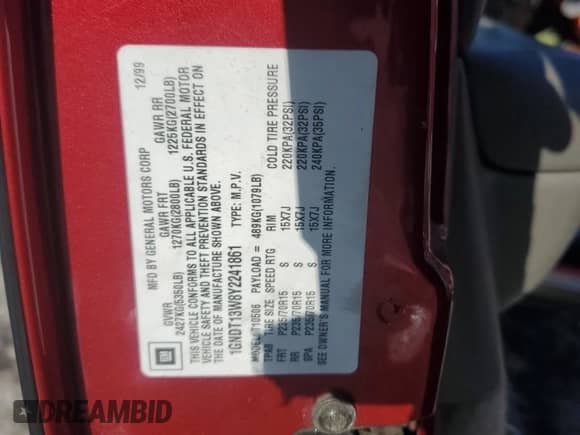 MFD BY GENERAL MOTORS CORP 12/99
GVWR GAWR FRT GAWR RR
2427KG(5350LB) 1270KG(2800LB) 1225KG(2700LB)
THIS VEHICLE CONFORMS TO ALL APPLICABLE U.S. FEDERAL MOTOR
VEHICLE SAFETY AND THEFT PREVENTION STANDARDS IN EFFECT ON
THE DATE OF MANUFACTURE SHOWN ABOVE.
1GNDT13W8Y2241861 TYPE: M.P.V.
MODEL: T10506 PAYLOAD = 489KG(1079LB)
TPAB TIRE SIZE SPEED RTG RIM COLD TIRE PRESSURE
FRT P235/70R15 S 15X7J 220KPA(32PSI)
RR P235/70R15 S 15X7J 220KPA(32PSI)
SPA P235/70R15 S 15X7J 240KPA(35PSI)
SEE OWNER'S MANUAL FOR MORE INFORMATION.
GM
DREAMBID